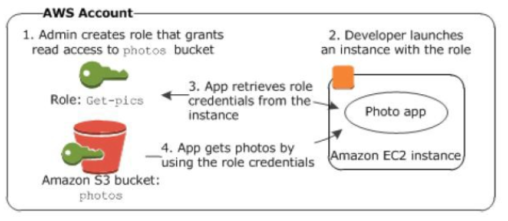 AWS Account
1. Admin creates role that grants
read access to photos bucket
2. Developer launches
an instance with the role
Role: Get-pics
3. App retrieves role
credentials from the
instance
Photo app
4. App gets photos by
using the role credentials
Amazon EC2 instance
Amazon S3 bucket:
photos